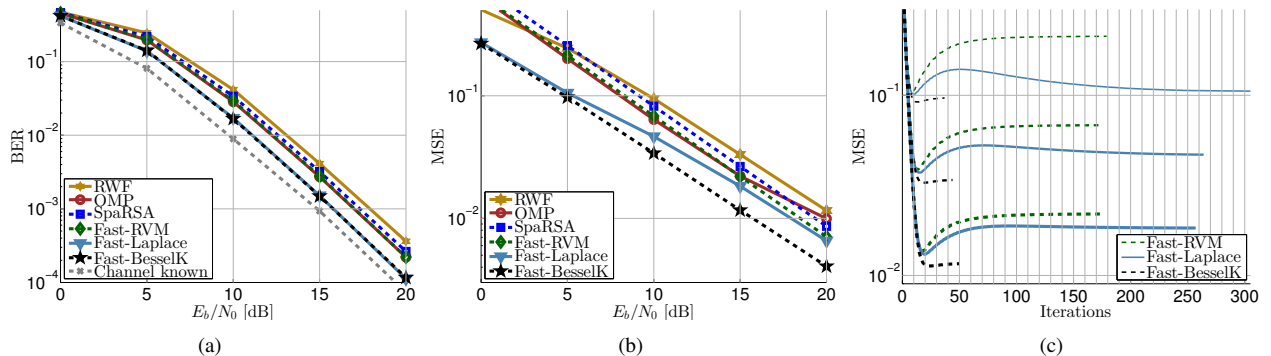 10^{-1}
10^{-2}
10^{-3}
10^{-4}
BER
RWF
OMP
SpaRSA
Fast-RVM
Fast-Laplace
Fast-BesselK
Channel known
0 5 10 15 20
E_b/N_0 [dB]
(a)
10^{-1}
10^{-2}
MSE
RWF
OMP
SpaRSA
Fast-RVM
Fast-Laplace
Fast-BesselK
0 5 10 15 20
E_b/N_0 [dB]
(b)
10^{-1}
10^{-2}
MSE
Fast-RVM
Fast-Laplace
Fast-BesselK
0 50 100 150 200 250 300
Iterations
(c)